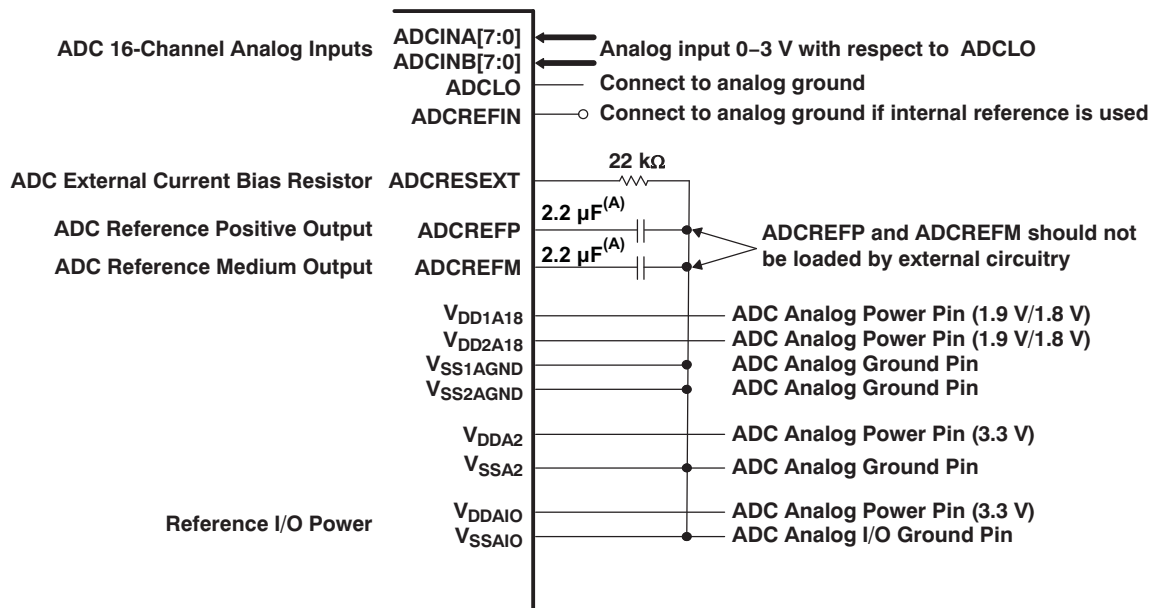 ADC 16-Channel Analog Inputs
ADCINA[7:0]
ADCINB[7:0]
Analog input 0–3 V with respect to ADCLO
ADCLO
Connect to analog ground
ADCREFIN
Connect to analog ground if internal reference is used
22 kΩ
ADC External Current Bias Resistor ADCRESEXT
2.2 µF(A)
ADC Reference Positive Output ADCREFP
2.2 µF(A)
ADC Reference Medium Output ADCREFM
ADCREFP and ADCREFM should not
be loaded by external circuitry
VDD1A18 ADC Analog Power Pin (1.9 V/1.8 V)
VDD2A18 ADC Analog Power Pin (1.9 V/1.8 V)
VSS1AGND ADC Analog Ground Pin
VSS2AGND ADC Analog Ground Pin
VDDA2 ADC Analog Power Pin (3.3 V)
VSSA2 ADC Analog Ground Pin
Reference I/O Power
VDDAIO ADC Analog Power Pin (3.3 V)
VSSAIO ADC Analog I/O Ground Pin